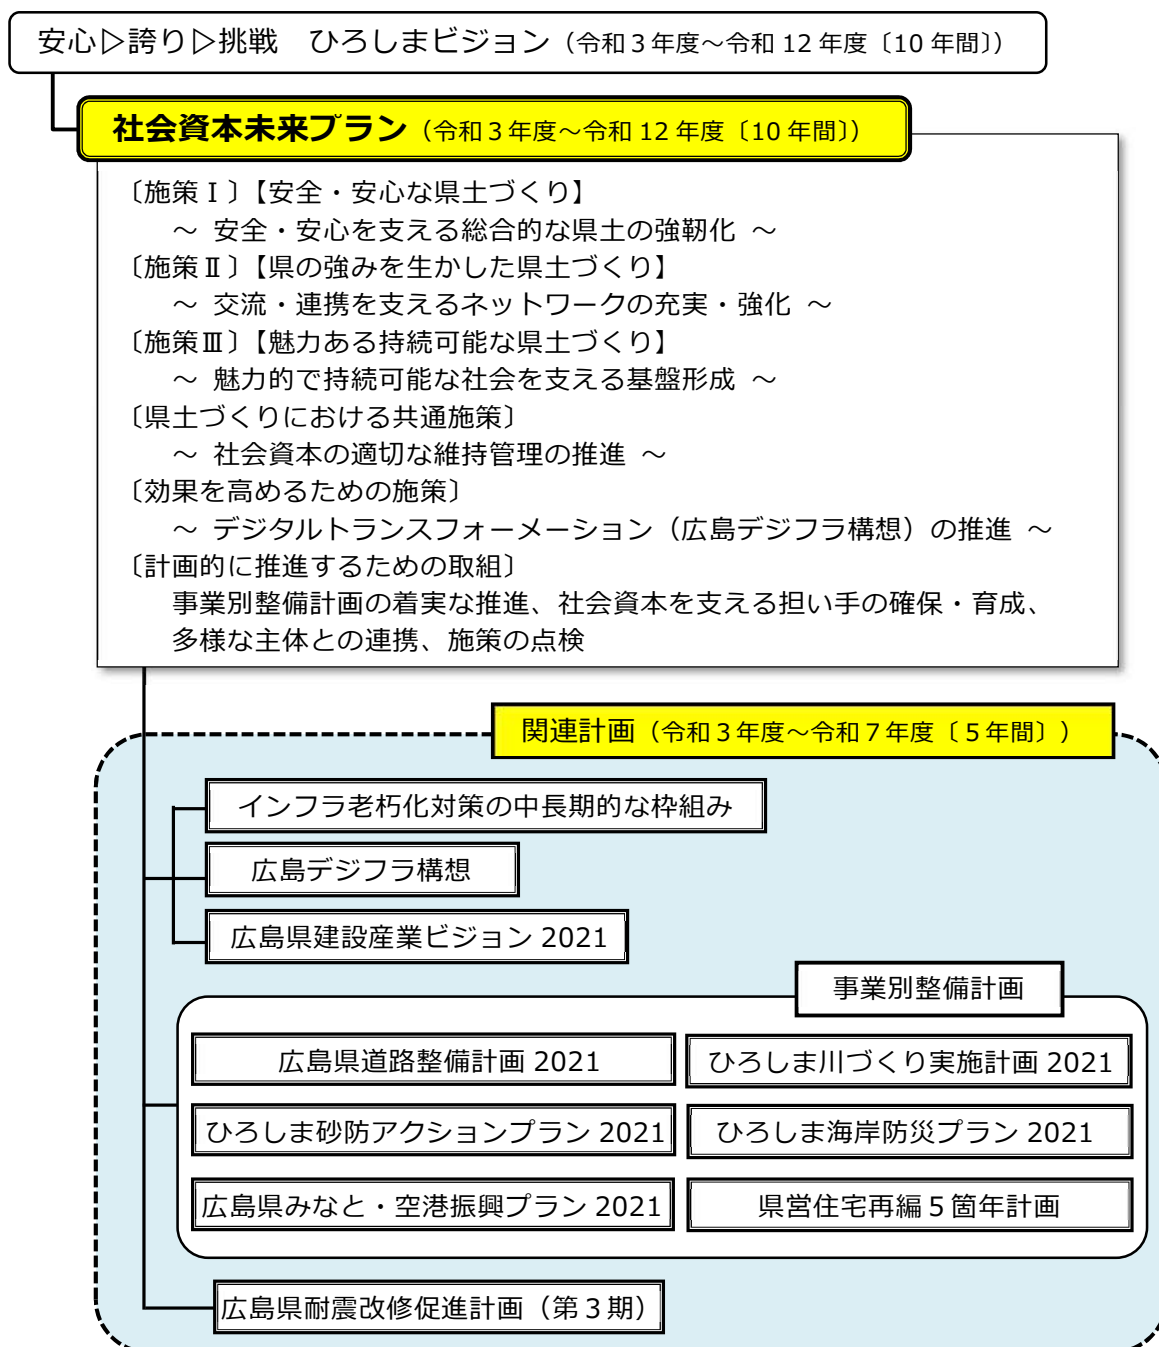 安心▷誇り▷挑戦　ひろしまビジョン（令和３年度～令和 12 年度〔10 年間〕）
社会資本未来プラン（令和３年度～令和 12 年度〔10 年間〕）
〔施策Ⅰ〕【安全・安心な県土づくり】
～ 安全・安心を支える総合的な県土の強靭化 ～
〔施策Ⅱ〕【県の強みを生かした県土づくり】
～ 交流・連携を支えるネットワークの充実・強化 ～
〔施策Ⅲ〕【魅力ある持続可能な県土づくり】
～ 魅力的で持続可能な社会を支える基盤形成 ～
〔県土づくりにおける共通施策〕
～ 社会資本の適切な維持管理の推進 ～
〔効果を高めるための施策〕
～ デジタルトランスフォーメーション（広島デジフラ構想）の推進 ～
〔計画的に推進するための取組〕
事業別整備計画の着実な推進、社会資本を支える担い手の確保・育成、
多様な主体との連携、施策の点検
関連計画（令和３年度～令和７年度〔５年間〕）
インフラ老朽化対策の中長期的な枠組み
広島デジフラ構想
広島県建設産業ビジョン 2021
事業別整備計画
広島県道路整備計画 2021
ひろしま川づくり実施計画 2021
ひろしま砂防アクションプラン 2021
ひろしま海岸防災プラン 2021
広島県みなと・空港振興プラン 2021
県営住宅再編５箇年計画
広島県耐震改修促進計画（第３期）